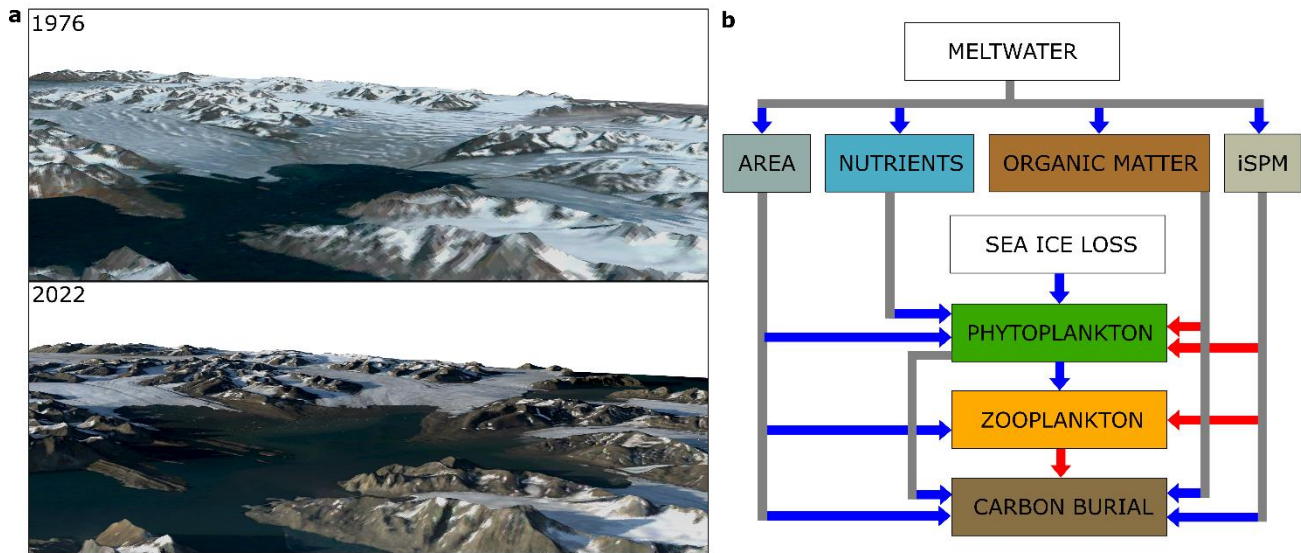 a
1976
2022
b
MELTWATER
AREA
NUTRIENTS
ORGANIC MATTER
iSPM
SEA ICE LOSS
PHYTOPLANKTON
ZOOPLANKTON
CARBON BURIAL